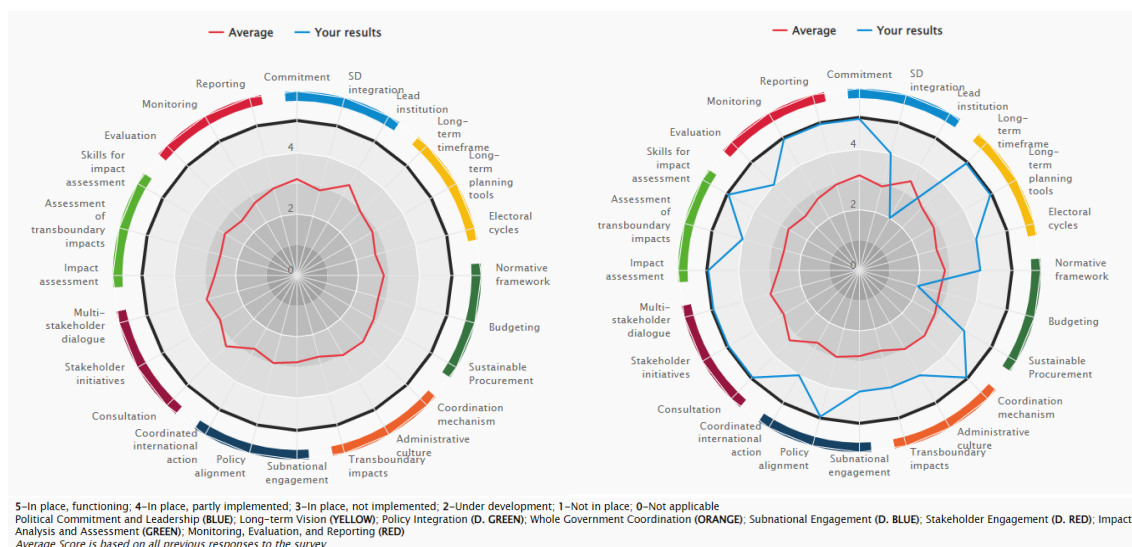 Average
Your results
Commitment
SD
integration
Lead
institution
Long-
term
timeframe
Long-
term
planning
tools
Electoral
cycles
Normative
framework
Budgeting
Sustainable
Procurement
Coordination
mechanism
Administrative
culture
Transboundary
impacts
Subnational
engagement
Policy
alignment
Coordinated
international
action
Consultation
Stakeholder
initiatives
Multi-
stakeholder
dialogue
Impact
assessment
Assessment
of
transboundary
impacts
Skills for
impact
assessment
Evaluation
Monitoring
Reporting
4
2
0
Average
Your results
Commitment
SD
integration
Lead
institution
Long-
term
timeframe
Long-
term
planning
tools
Electoral
cycles
Normative
framework
Budgeting
Sustainable
Procurement
Coordination
mechanism
Administrative
culture
Transboundary
impacts
Subnational
engagement
Policy
alignment
Coordinated
international
action
Consultation
Stakeholder
initiatives
Multi-
stakeholder
dialogue
Impact
assessment
Assessment
of
transboundary
impacts
Skills for
impact
assessment
Evaluation
Monitoring
Reporting
4
2
0
5-In place, functioning; 4-In place, partly implemented; 3-In place, not implemented; 2-Under development; 1-Not in place; 0-Not applicable
Political Commitment and Leadership (BLUE); Long-term Vision (YELLOW); Policy Integration (D. GREEN); Whole Government Coordination (ORANGE); Subnational Engagement (D. BLUE); Stakeholder Engagement (D. RED); Impact
Analysis and Assessment (GREEN); Monitoring, Evaluation, and Reporting (RED)
Average Score is based on all previous responses to the survey